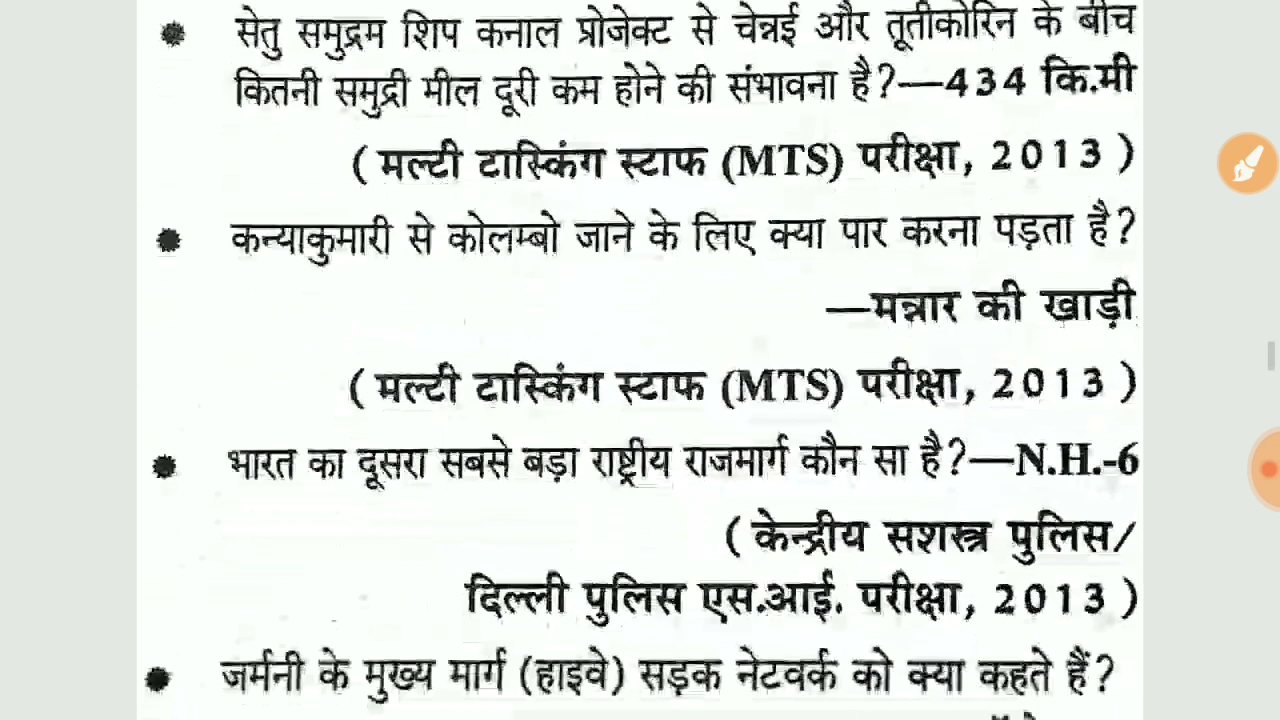 सेतु समुद्रम शिप कनाल प्रोजेक्ट से चेन्नई और तूतीकोरिन के बीच
कितनी समुद्री मील दूरी कम होने की संभावना है?—434 कि.मी
( मल्टी टास्किंग स्टाफ (MTS) परीक्षा, 2013 )
कन्याकुमारी से कोलम्बो जाने के लिए क्या पार करना पड़ता है?
—मन्नार की खाड़ी
( मल्टी टास्किंग स्टाफ (MTS) परीक्षा, 2013 )
भारत का दूसरा सबसे बड़ा राष्ट्रीय राजमार्ग कौन सा है?—N.H.-6
( केन्द्रीय सशस्त्र पुलिस/
दिल्ली पुलिस एस.आई. परीक्षा, 2013 )
जर्मनी के मुख्य मार्ग (हाइवे) सड़क नेटवर्क को क्या कहते हैं?